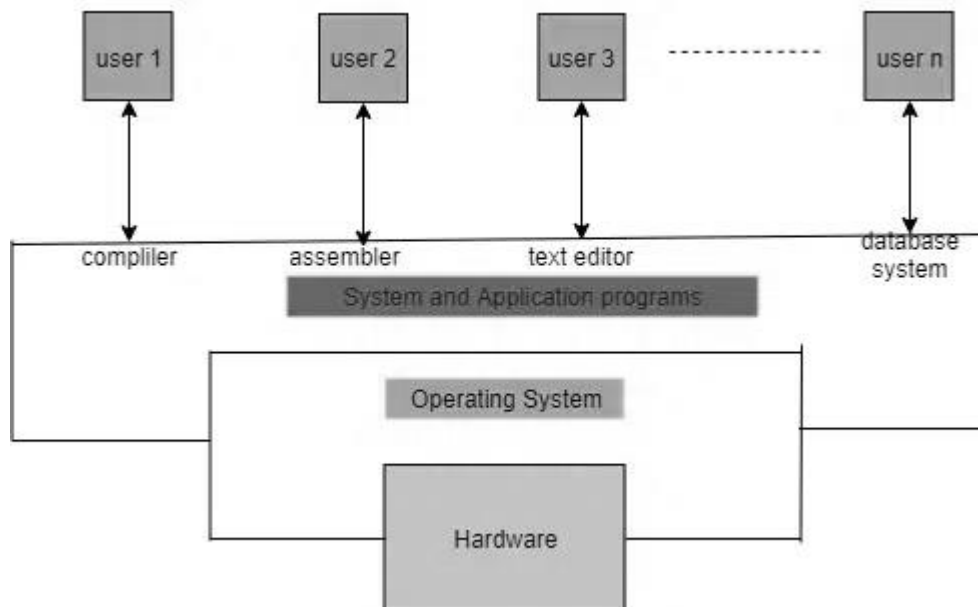 user 1
user 2
user 3
user n
compliler
assembler
text editor
database
system
System and Application programs
Operating System
Hardware